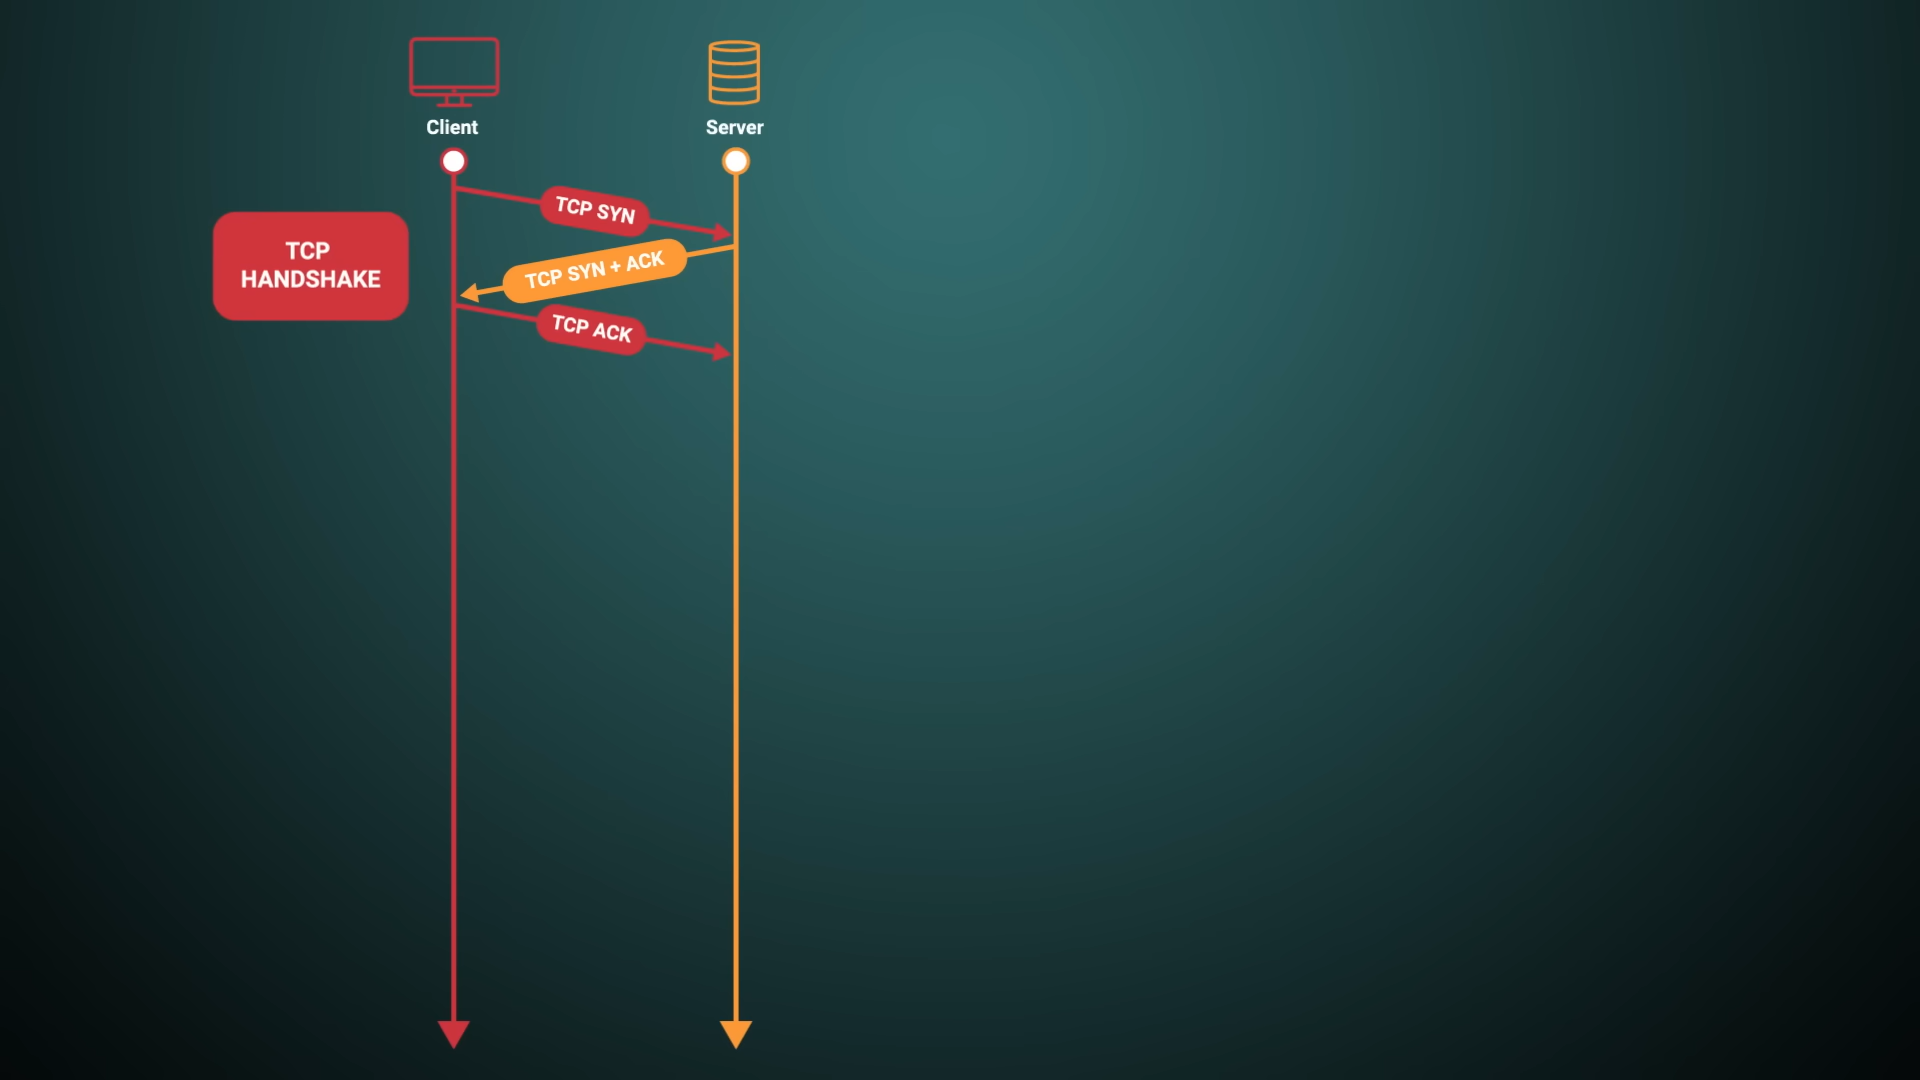 Client
Server
TCP SYN
TCP
HANDSHAKE
TCP SYN + ACK
TCP ACK